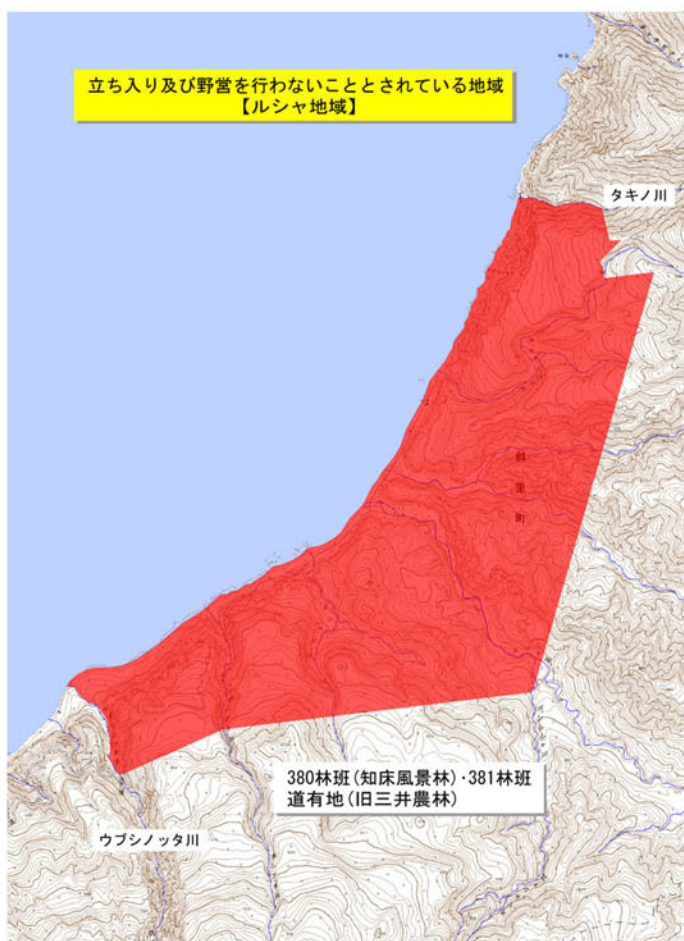 立ち入り及び野営を行わないこととされている地域
【ルシャ地域】
タキノ川
斜
里
町
380林班(知床風景林)・381林班
道有地(旧三井農林)
ウブシノッタ川